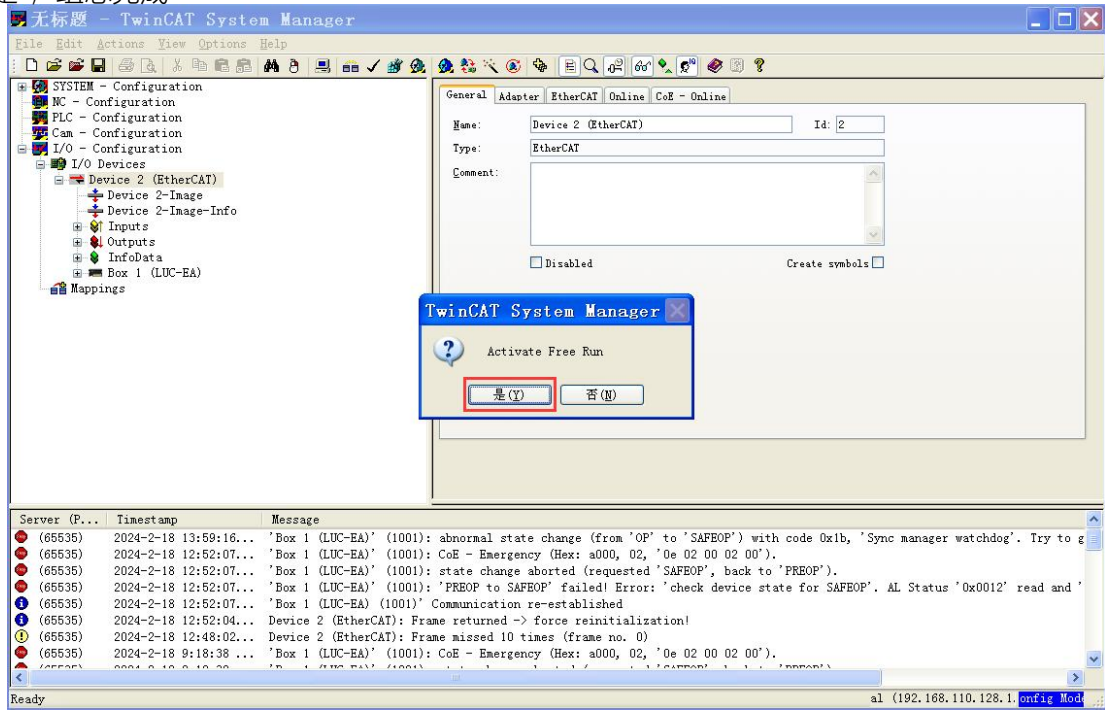 无标题 - TwinCAT System Manager
File Edit Actions View Options Help
SYSTEM - Configuration
NC - Configuration
PLC - Configuration
Cam - Configuration
I/O - Configuration
I/O Devices
Device 2 (EtherCAT)
Device 2-Image
Device 2-Image-Info
Inputs
Outputs
InfoData
Box 1 (LUC-EA)
Mappings
General Adapter EtherCAT Online CoE - Online
Name: Device 2 (EtherCAT) Id: 2
Type: EtherCAT
Comment:
Disabled Create symbols
TwinCAT System Manager
Activate Free Run
是(Y) 否(N)
Server (P... Timestamp Message
(65535) 2024-2-18 13:59:16... 'Box 1 (LUC-EA)' (1001): abnormal state change (from 'OP' to 'SAFEOP') with code 0x1b, 'Sync manager watchdog'. Try to g
(65535) 2024-2-18 12:52:07... 'Box 1 (LUC-EA)' (1001): CoE - Emergency (Hex: a000, 02, '0e 02 00 02 00').
(65535) 2024-2-18 12:52:07... 'Box 1 (LUC-EA)' (1001): state change aborted (requested 'SAFEOP', back to 'PREOP').
(65535) 2024-2-18 12:52:07... 'Box 1 (LUC-EA)' (1001): 'PREOP to SAFEOP' failed! Error: 'check device state for SAFEOP'. AL Status '0x0012' read and '
(65535) 2024-2-18 12:52:07... 'Box 1 (LUC-EA) (1001)' Communication re-established
(65535) 2024-2-18 12:52:04... Device 2 (EtherCAT): Frame returned -> force reinitialization!
(65535) 2024-2-18 12:48:02... Device 2 (EtherCAT): Frame missed 10 times (frame no. 0)
(65535) 2024-2-18 9:18:38 ... 'Box 1 (LUC-EA)' (1001): CoE - Emergency (Hex: a000, 02, '0e 02 00 02 00').
Ready al (192.168.110.128.1. onfig Mode